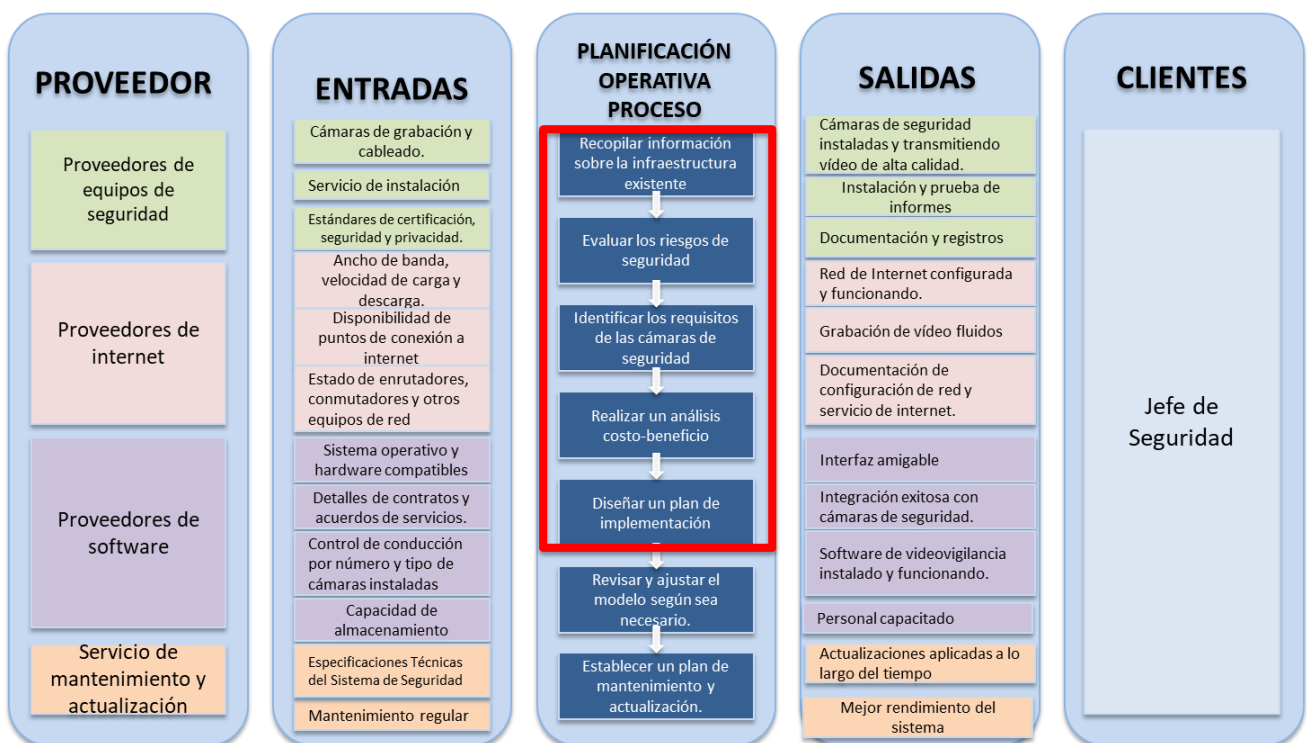 PROVEEDOR
Proveedores de
equipos de
seguridad
Proveedores de
internet
Proveedores de
software
Servicio de
mantenimiento y
actualización
ENTRADAS
Cámaras de grabación y
cableado.
Servicio de instalación
Estándares de certificación,
seguridad y privacidad.
Ancho de banda,
velocidad de carga y
descarga.
Disponibilidad de
puntos de conexión a
internet
Estado de enrutadores,
conmutadores y otros
equipos de red
Sistema operativo y
hardware compatibles
Detalles de contratos y
acuerdos de servicios.
Control de conducción
por número y tipo de
cámaras instaladas
Capacidad de
almacenamiento
Especificaciones Técnicas
del Sistema de Seguridad
Mantenimiento regular
PLANIFICACIÓN
OPERATIVA
PROCESO
Recopilar información
sobre la infraestructura
existente
Evaluar los riesgos de
seguridad
Identificar los requisitos
de las cámaras de
seguridad
Realizar un análisis
costo-beneficio
Diseñar un plan de
implementación
Revisar y ajustar el
modelo según sea
necesario.
Establecer un plan de
mantenimiento y
actualización.
SALIDAS
Cámaras de seguridad
instaladas y transmitiendo
vídeo de alta calidad.
Instalación y prueba de
informes
Documentación y registros
Red de Internet configurada
y funcionando.
Grabación de vídeo fluidos
Documentación de
configuración de red y
servicio de internet.
Interfaz amigable
Integración exitosa con
cámaras de seguridad.
Software de videovigilancia
instalado y funcionando.
Personal capacitado
Actualizaciones aplicadas a lo
largo del tiempo
Mejor rendimiento del
sistema
CLIENTES
Jefe de
Seguridad